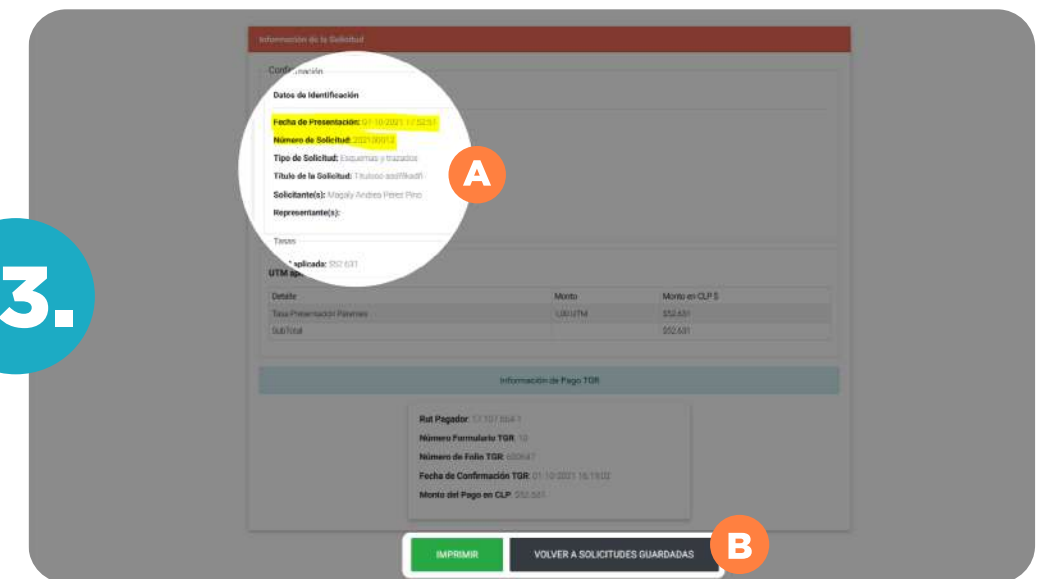 Información de la Solicitud
Confirmación
Datos de Identificación
Fecha de Presentación: 01-10-2021 17:52:51
Número de Solicitud:
Tipo de Solicitud: Esquemas y trazados
Título de la Solicitud:
Solicitante(s): Magaly Andrea Perez Pino
Representante(s):
A
Tasas
aplicada: $52.631
UTM
3.
Detalle Monto Monto en CLP $
Tasa Presentación Patentes 1,00 UTM $52.631
SubTotal $52.631
Información de Pago TGR
Rut Pagador:
Número Formulario TGR: 10
Número de Folio TGR:
Fecha de Confirmación TGR: 01-10-2021
Monto del Pago en CLP: $52.631
IMPRIMIR
VOLVER A SOLICITUDES GUARDADAS
B